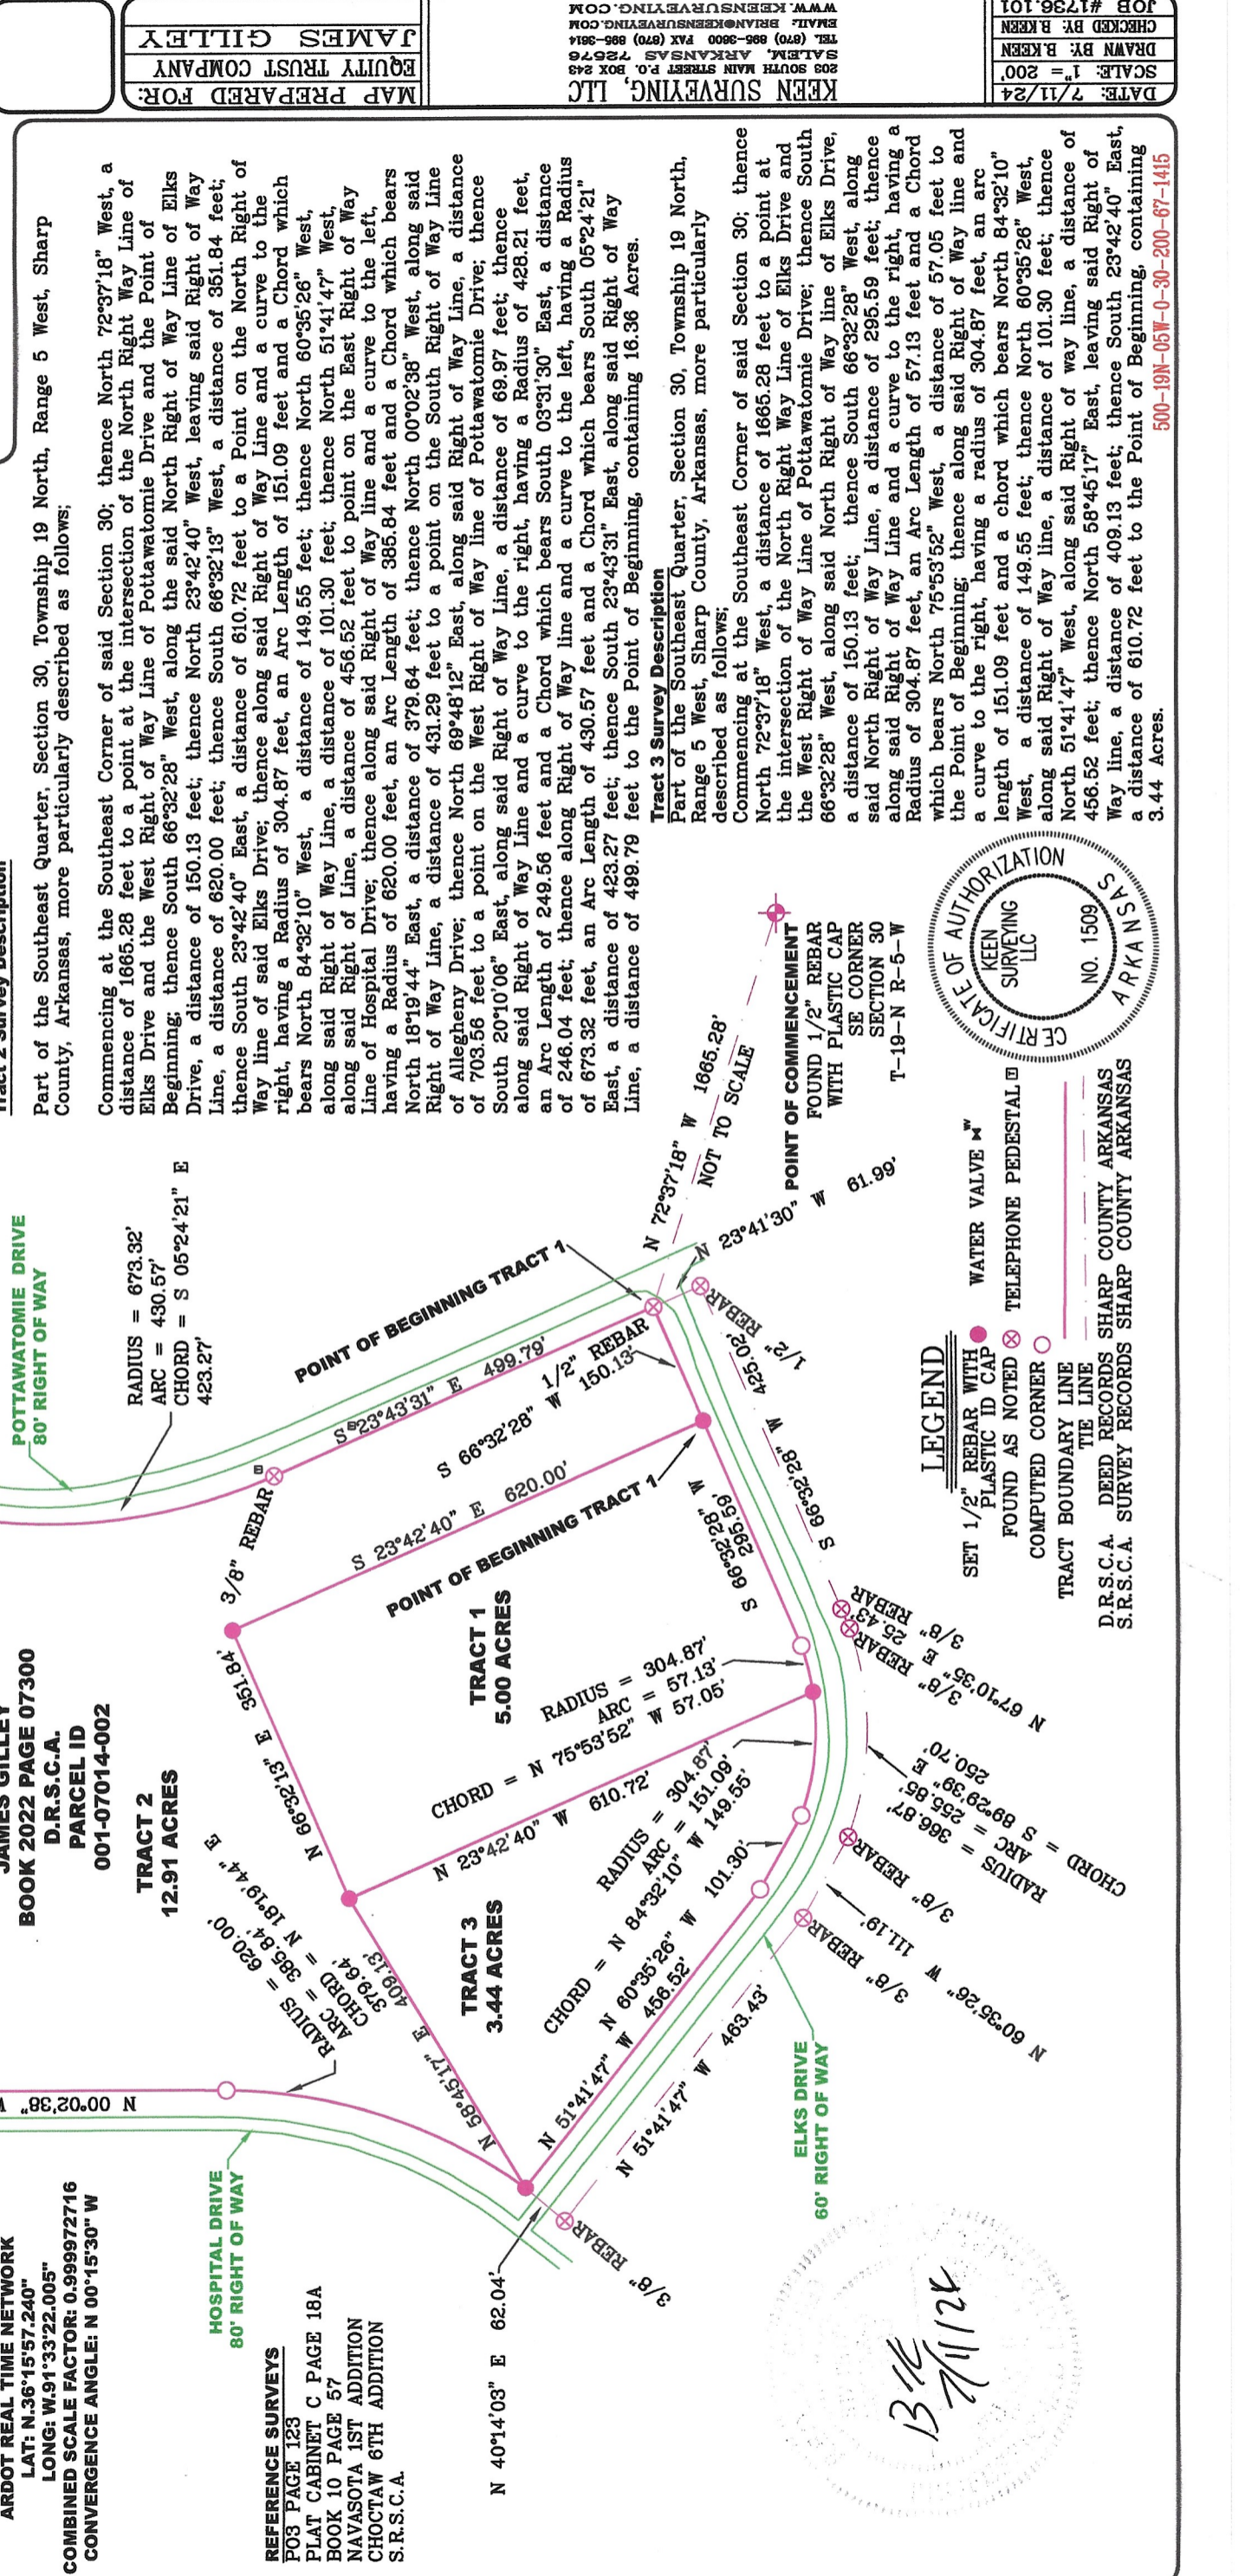 ARDOT REAL TIME NETWORK
LAT: N.36°15'57.240"
LONG: W.91°33'22.005"
COMBINED SCALE FACTOR: 0.999972716
CONVERGENCE ANGLE: N 00°15'30" W
HOSPITAL DRIVE
80' RIGHT OF WAY
REFERENCE SURVEYS
P03 PAGE 123
PLAT CABINET C PAGE 18A
BOOK 10 PAGE 57
NAVASOTA 1ST ADDITION
CHOCTAW 6TH ADDITION
S.R.S.C.A.
N 40°14'03" E 62.04'
3/8" REBAR
N 00°02'38" W
RADIUS = 620.00'
ARC = 385.84'
CHORD = N 18°19'44" E
379.64'
JAMES GILLEY
BOOK 2022 PAGE 07300
D.R.S.C.A.
PARCEL ID
001-07014-002
TRACT 2
12.91 ACRES
N 58°45'17" E 409.13'
TRACT 3
3.44 ACRES
N 51°41'47" W 456.52'
N 51°41'47" W 463.43'
N 60°35'26" W 101.30'
RADIUS = 304.87'
ARC = 151.09'
CHORD = N 84°32'10" W 149.55'
N 23°42'40" W 610.72'
N 66°32'13" E 351.84'
TRACT 1
5.00 ACRES
RADIUS = 304.87'
ARC = 57.13'
CHORD = N 75°53'52" W 57.05'
ELKS DRIVE
60' RIGHT OF WAY
3/8" REBAR
111.19'
N 60°35'26" W
3/8" REBAR
RADIUS = 366.87'
ARC = 255.85'
CHORD = S 89°29'39" E
250.70'
3/8" REBAR
25.43'
N 67°10'35" E
3/8" REBAR
POTTAWATOMIE DRIVE
80' RIGHT OF WAY
RADIUS = 673.32'
ARC = 430.57'
CHORD = S 05°24'21" E
423.27'
3/8" REBAR
S 23°43'31" E 499.79'
POINT OF BEGINNING TRACT 1
1/2" REBAR
S 66°32'28" W 150.13'
S 23°42'40" E 620.00'
POINT OF BEGINNING TRACT 1
S 66°32'28" W
295.59'
S 66°32'28" W 425.02'
1/2" REBAR
N 23°41'30" W 61.99'
N 72°37'18" W 1665.28'
NOT TO SCALE
POINT OF COMMENCEMENT
FOUND 1/2" REBAR
WITH PLASTIC CAP
SE CORNER
SECTION 30
T-19-N R-5-W
LEGEND
SET 1/2" REBAR WITH
PLASTIC ID CAP
WATER VALVE
FOUND AS NOTED
TELEPHONE PEDESTAL
COMPUTED CORNER
TRACT BOUNDARY LINE
TIE LINE
D.R.S.C.A. DEED RECORDS SHARP COUNTY ARKANSAS
S.R.S.C.A. SURVEY RECORDS SHARP COUNTY ARKANSAS
CERTIFICATE OF AUTHORIZATION
KEEN
SURVEYING
LLC
NO. 1509
ARKANSAS
7/11/24
Tract 2 Survey Description
Part of the Southeast Quarter, Section 30, Township 19 North, Range 5 West, Sharp
County, Arkansas, more particularly described as follows;
Commencing at the Southeast Corner of said Section 30; thence North 72°37'18" West, a
distance of 1665.28 feet to a point at the intersection of the North Right Way Line of
Elks Drive and the West Right of Way Line of Pottawatomie Drive and the Point of
Beginning; thence South 66°32'28" West, along the said North Right of Way Line of Elks
Drive, a distance of 150.13 feet; thence North 23°42'40" West, leaving said Right of Way
Line, a distance of 620.00 feet; thence South 66°32'13" West, a distance of 351.84 feet;
thence South 23°42'40" East, a distance of 610.72 feet to a Point on the North Right of
Way line of said Elks Drive; thence along said Right of Way Line and a curve to the
right, having a Radius of 304.87 feet, an Arc Length of 151.09 feet and a Chord which
bears North 84°32'10" West, a distance of 149.55 feet; thence North 60°35'26" West,
along said Right of Way Line, a distance of 101.30 feet; thence North 51°41'47" West,
along said Right of Line, a distance of 456.52 feet to point on the East Right of Way
Line of Hospital Drive; thence along said Right of Way line and a curve to the left,
having a Radius of 620.00 feet, an Arc Length of 385.84 feet and a Chord which bears
North 18°19'44" East, a distance of 379.64 feet; thence North 00°02'38" West, along said
Right of Way Line, a distance of 431.29 feet to a point on the South Right of Way Line
of Allegheny Drive; thence North 69°48'12" East, along said Right of Way Line, a distance
of 703.56 feet to a point on the West Right of Way line of Pottawatomie Drive; thence
South 20°10'06" East, along said Right of Way Line, a distance of 69.97 feet; thence
along said Right of Way Line and a curve to the right, having a Radius of 428.21 feet,
an Arc Length of 249.56 feet and a Chord which bears South 03°31'30" East, a distance
of 246.04 feet; thence along Right of Way line and a curve to the left, having a Radius
of 673.32 feet, an Arc Length of 430.57 feet and a Chord which bears South 05°24'21"
East, a distance of 423.27 feet; thence South 23°43'31" East, along said Right of Way
Line, a distance of 499.79 feet to the Point of Beginning, containing 16.36 Acres.
Tract 3 Survey Description
Part of the Southeast Quarter, Section 30, Township 19 North,
Range 5 West, Sharp County, Arkansas, more particularly
described as follows;
Commencing at the Southeast Corner of said Section 30; thence
North 72°37'18" West, a distance of 1665.28 feet to a point at
the intersection of the North Right Way Line of Elks Drive and
the West Right of Way Line of Pottawatomie Drive; thence South
66°32'28" West, along said North Right of Way line of Elks Drive,
a distance of 150.13 feet; thence South 66°32'28" West, along
said North Right of Way Line, a distance of 295.59 feet; thence
along said Right of Way Line and a curve to the right, having a
Radius of 304.87 feet, an Arc Length of 57.13 feet and a Chord
which bears North 75°53'52" West, a distance of 57.05 feet to
the Point of Beginning; thence along said Right of Way line and
a curve to the right, having a radius of 304.87 feet, an arc
length of 151.09 feet and a chord which bears North 84°32'10"
West, a distance of 149.55 feet; thence North 60°35'26" West,
along said Right of Way line, a distance of 101.30 feet; thence
North 51°41'47" West, along said Right of way line, a distance of
456.52 feet; thence North 58°45'17" East, leaving said Right of
Way line, a distance of 409.13 feet; thence South 23°42'40" East,
a distance of 610.72 feet to the Point of Beginning, containing
3.44 Acres.
500-19N-05W-0-30-200-67-1415
MAP PREPARED FOR:
EQUITY TRUST COMPANY
JAMES GILLEY
KEEN SURVEYING, LLC
203 SOUTH MAIN STREET P.O. BOX 243
SALEM, ARKANSAS 72576
TEL. (870) 895-3600 FAX (870) 895-3614
EMAIL: BRIAN@KEENSURVEYING.COM
WWW.KEENSURVEYING.COM
DATE: 7/11/24
SCALE: 1"= 200'
DRAWN BY: B.KEEN
CHECKED BY: B.KEEN
JOB #1736.101